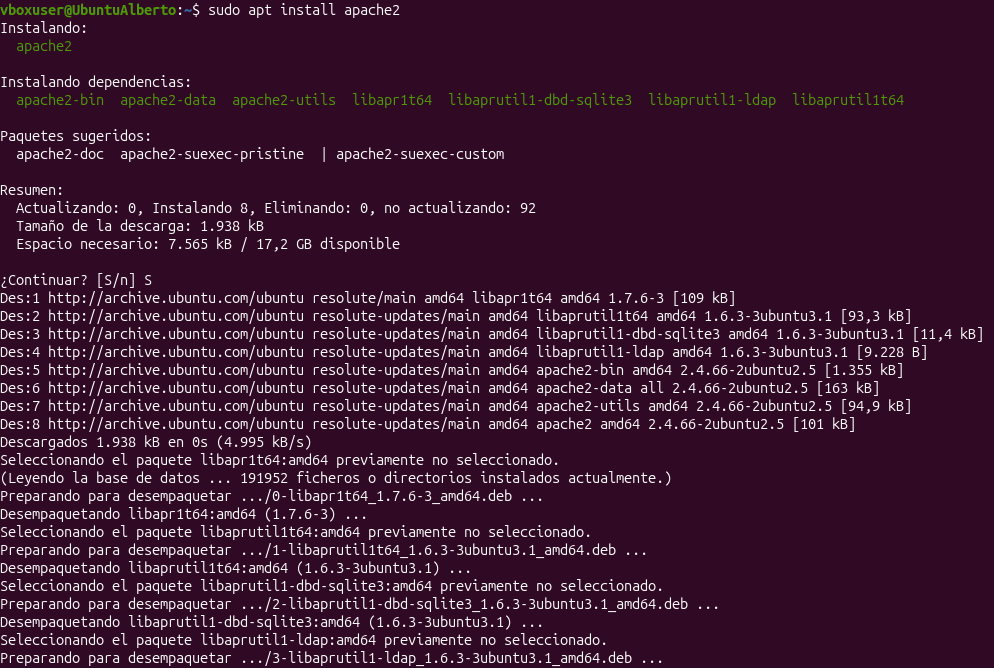 vboxuser@UbuntuAlberto:~$ sudo apt install apache2
Instalando:
  apache2

Instalando dependencias:
  apache2-bin  apache2-data  apache2-utils  libapr1t64  libaprutil1-dbd-sqlite3  libaprutil1-ldap  libaprutil1t64

Paquetes sugeridos:
  apache2-doc  apache2-suexec-pristine  | apache2-suexec-custom

Resumen:
  Actualizando: 0, Instalando 8, Eliminando: 0, no actualizando: 92
  Tamaño de la descarga: 1.938 kB
  Espacio necesario: 7.565 kB / 17,2 GB disponible

¿Continuar? [S/n] S
Des:1 http://archive.ubuntu.com/ubuntu resolute/main amd64 libapr1t64 amd64 1.7.6-3 [109 kB]
Des:2 http://archive.ubuntu.com/ubuntu resolute-updates/main amd64 libaprutil1t64 amd64 1.6.3-3ubuntu3.1 [93,3 kB]
Des:3 http://archive.ubuntu.com/ubuntu resolute-updates/main amd64 libaprutil1-dbd-sqlite3 amd64 1.6.3-3ubuntu3.1 [11,4 kB]
Des:4 http://archive.ubuntu.com/ubuntu resolute-updates/main amd64 libaprutil1-ldap amd64 1.6.3-3ubuntu3.1 [9.228 B]
Des:5 http://archive.ubuntu.com/ubuntu resolute-updates/main amd64 apache2-bin amd64 2.4.66-2ubuntu2.5 [1.355 kB]
Des:6 http://archive.ubuntu.com/ubuntu resolute-updates/main amd64 apache2-data all 2.4.66-2ubuntu2.5 [163 kB]
Des:7 http://archive.ubuntu.com/ubuntu resolute-updates/main amd64 apache2-utils amd64 2.4.66-2ubuntu2.5 [94,9 kB]
Des:8 http://archive.ubuntu.com/ubuntu resolute-updates/main amd64 apache2 amd64 2.4.66-2ubuntu2.5 [101 kB]
Descargados 1.938 kB en 0s (4.995 kB/s)
Seleccionando el paquete libapr1t64:amd64 previamente no seleccionado.
(Leyendo la base de datos ... 191952 ficheros o directorios instalados actualmente.)
Preparando para desempaquetar .../0-libapr1t64_1.7.6-3_amd64.deb ...
Desempaquetando libapr1t64:amd64 (1.7.6-3) ...
Seleccionando el paquete libaprutil1t64:amd64 previamente no seleccionado.
Preparando para desempaquetar .../1-libaprutil1t64_1.6.3-3ubuntu3.1_amd64.deb ...
Desempaquetando libaprutil1t64:amd64 (1.6.3-3ubuntu3.1) ...
Seleccionando el paquete libaprutil1-dbd-sqlite3:amd64 previamente no seleccionado.
Preparando para desempaquetar .../2-libaprutil1-dbd-sqlite3_1.6.3-3ubuntu3.1_amd64.deb ...
Desempaquetando libaprutil1-dbd-sqlite3:amd64 (1.6.3-3ubuntu3.1) ...
Seleccionando el paquete libaprutil1-ldap:amd64 previamente no seleccionado.
Preparando para desempaquetar .../3-libaprutil1-ldap_1.6.3-3ubuntu3.1_amd64.deb ...